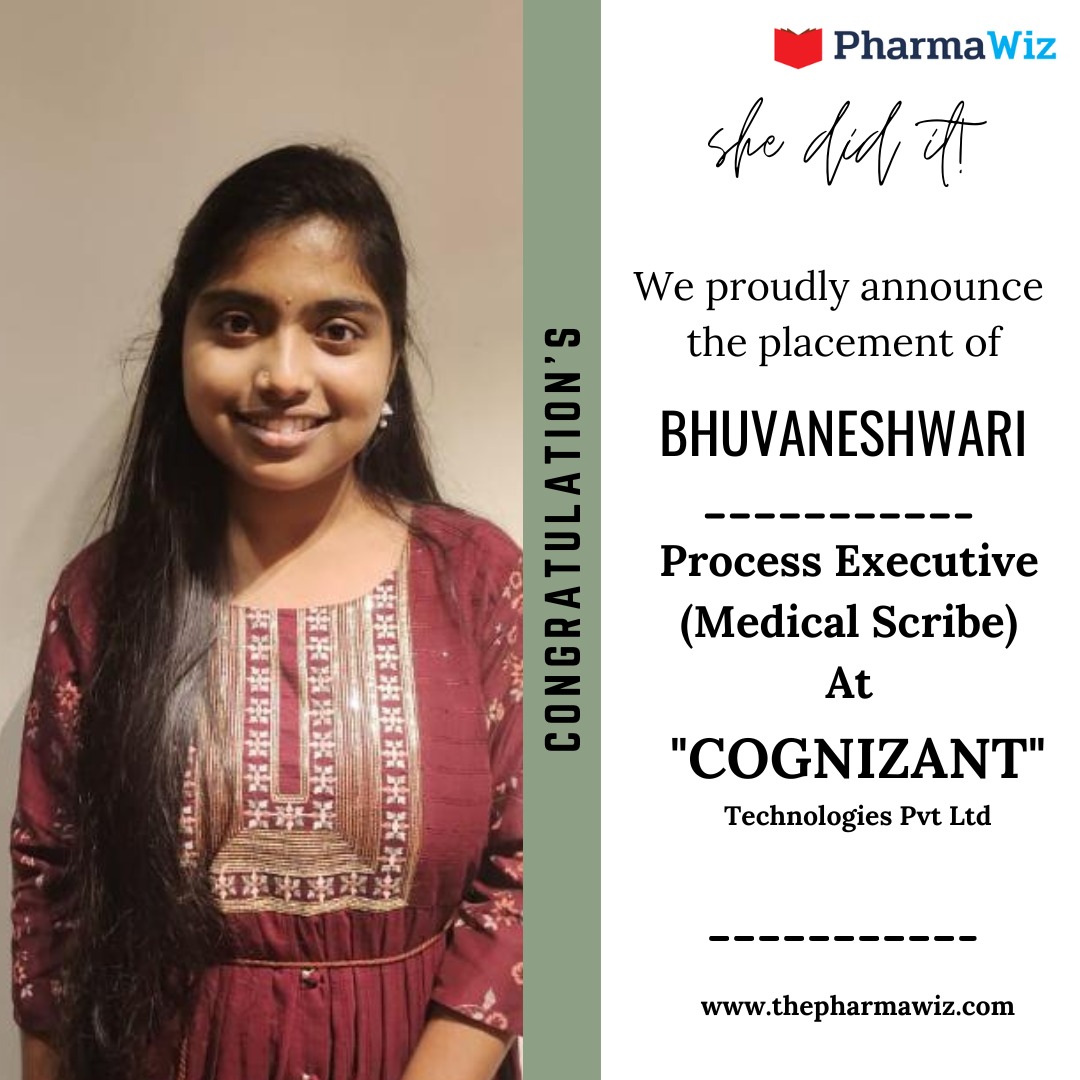 PharmaWiz
she did it!
CONGRATULATION'S
We proudly announce
the placement of
BHUVANESHWARI
Process Executive
(Medical Scribe)
At
"COGNIZANT"
Technologies Pvt Ltd
www.thepharmawiz.com